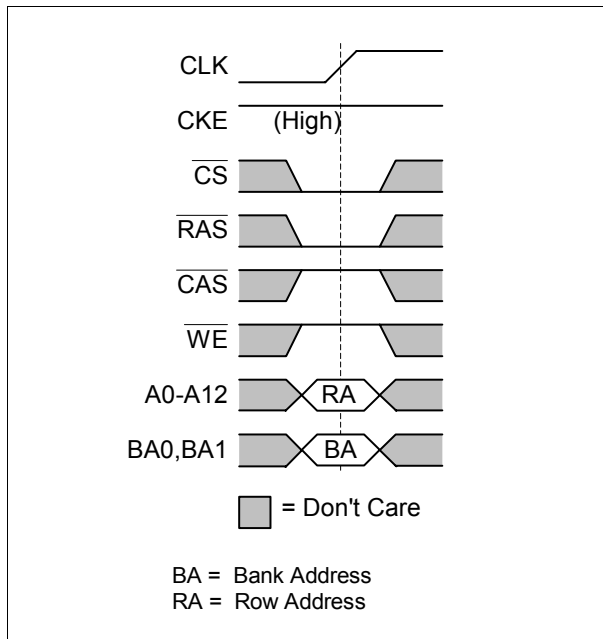 CLK
CKE (High)
CS
RAS
CAS
WE
A0-A12 RA
BA0,BA1 BA
= Don't Care
BA = Bank Address
RA = Row Address